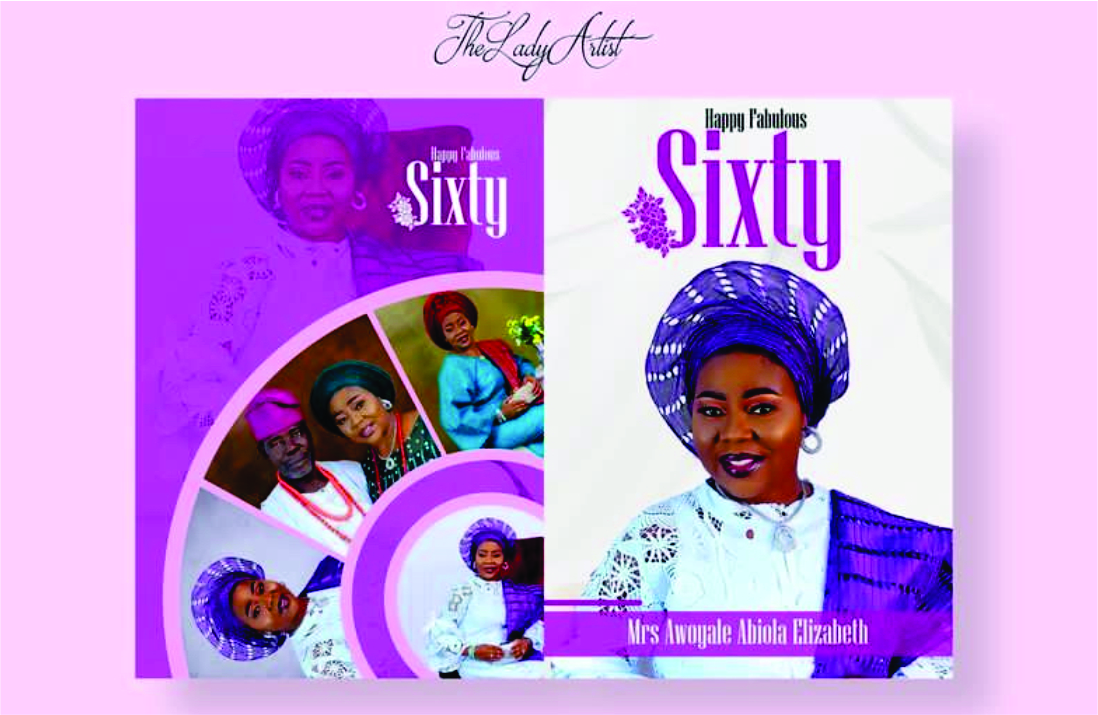 TheLadyArtist
Happy Fabulous
Sixty
Happy Fabulous
Sixty
Mrs Awoyale Abiola Elizabeth